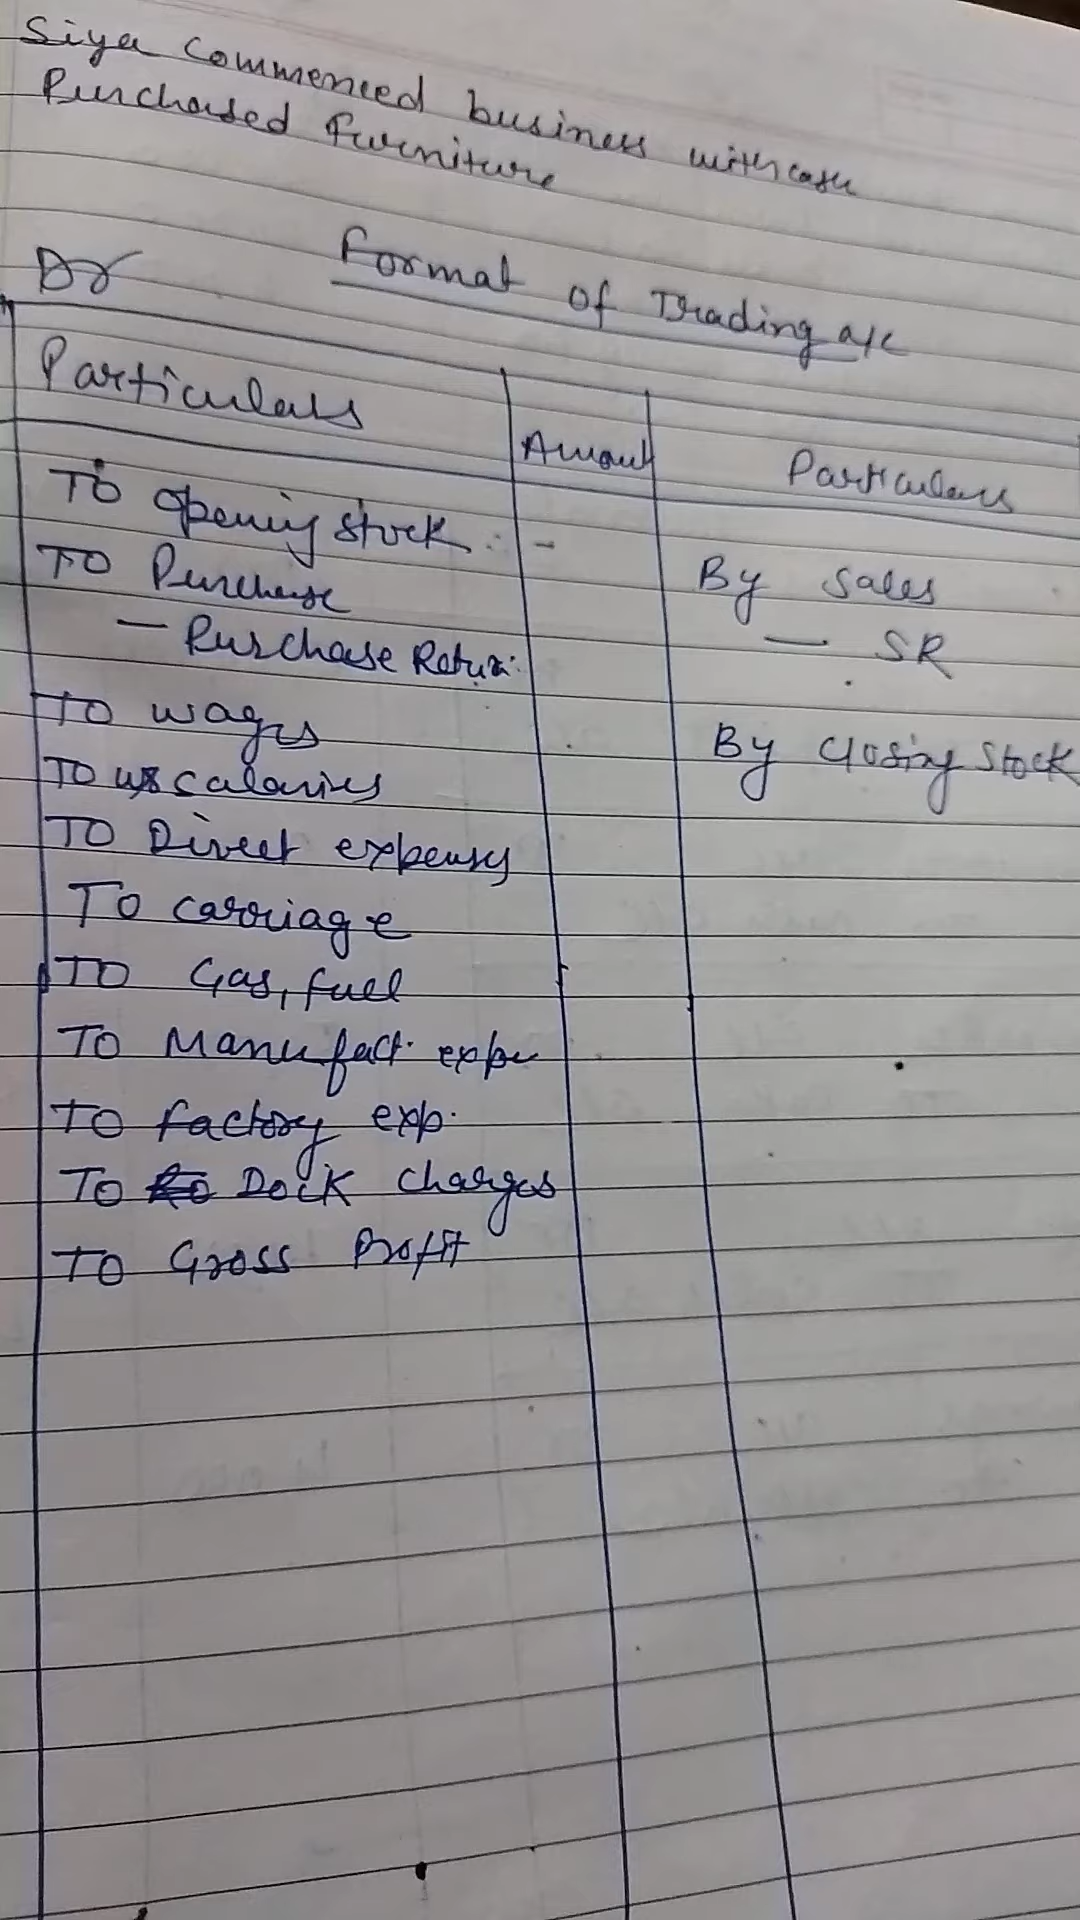 Siya commenced business with cash
Purchased furniture
Dr
Format of Trading a/c
Particulars
Amount
Particulars
To opening stock
-
To Purchase
— Purchase Retur
To wages
To salaries
To Direct expenses
To carriage
To Gas, fuel
To Manufact. expe
To factory exp.
To Dock charges
To Gross Profit
By sales
— SR
By closing stock